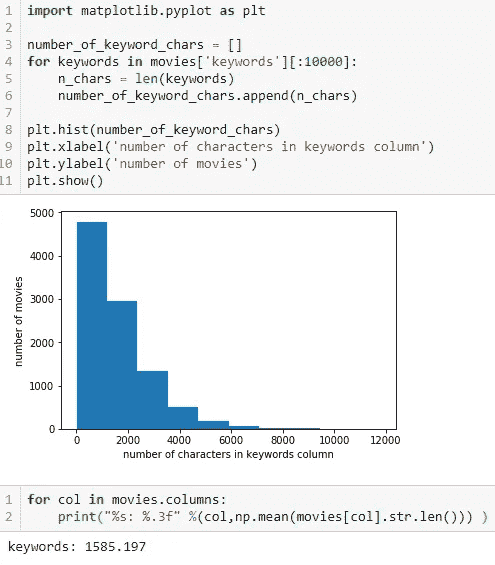 1 import matplotlib.pyplot as plt
2
3 number_of_keyword_chars = []
4 for keywords in movies['keywords'][:10000]:
5     n_chars = len(keywords)
6     number_of_keyword_chars.append(n_chars)
7
8 plt.hist(number_of_keyword_chars)
9 plt.xlabel('number of characters in keywords column')
10 plt.ylabel('number of movies')
11 plt.show()
5000
4000
3000
2000
1000
0
number of movies
0 2000 4000 6000 8000 10000 12000
number of characters in keywords column
1 for col in movies.columns:
2     print("%s: %.3f" %(col,np.mean(movies[col].str.len())) )
keywords: 1585.197